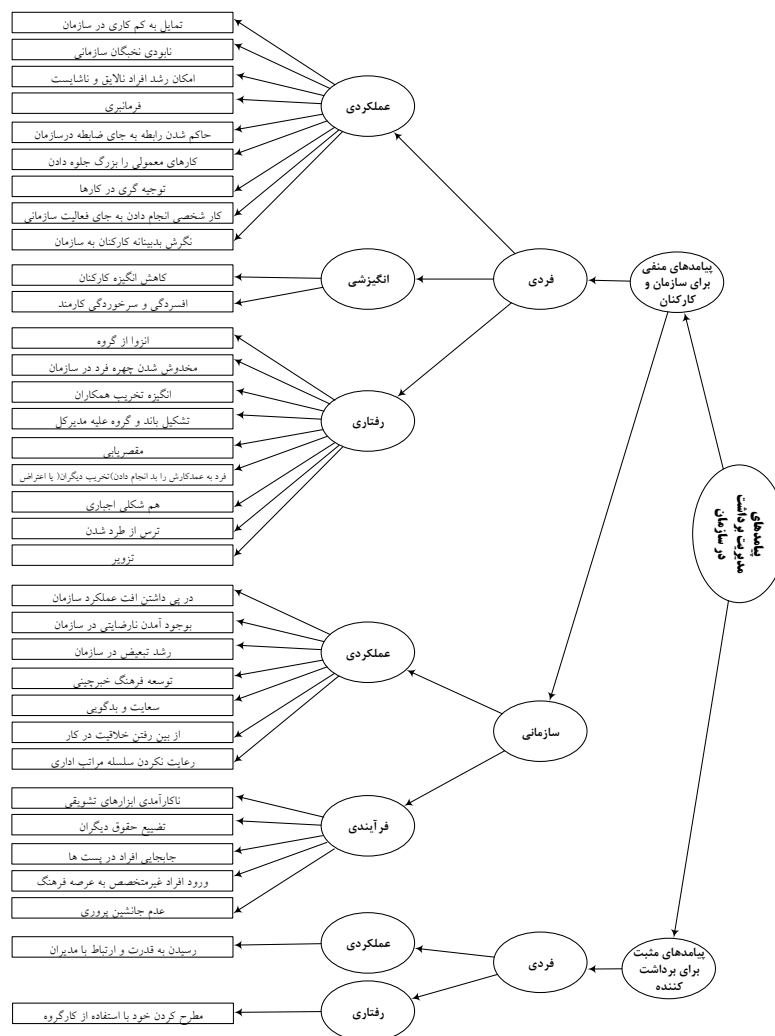 پیامدهای
مدیریت برداشت
در سازمان
پیامدهای منفی
برای سازمان و
کارکنان
فردی
عملکردی
تمایل به کم کاری در سازمان
نابودی نخبگان سازمانی
امکان رشد افراد نالایق و ناشایست
فرمانبری
حاکم شدن رابطه به جای ضابطه درسازمان
کارهای معمولی را بزرگ جلوه دادن
توجیه گری در کارها
کار شخصی انجام دادن به جای فعالیت سازمانی
نگرش بدبینانه کارکنان به سازمان
انگیزشی
کاهش انگیزه کارکنان
افسردگی و سرخوردگی کارمند
رفتاری
انزوا از گروه
مخدوش شدن چهره فرد در سازمان
انگیزه تخریب همکاران
تشکیل باند و گروه علیه مدیرکل
مقصریابی
فرد به عمدکارش را بد انجام دادن)تخریب دیگران( یا اعتراض
هم شکلی اجباری
ترس از طرد شدن
تزویر
سازمانی
عملکردی
در پی داشتن افت عملکرد سازمان
بوجود آمدن نارضایتی در سازمان
رشد تبعیض در سازمان
توسعه فرهنگ خبرچینی
سعایت و بدگویی
از بین رفتن خلاقیت در کار
رعایت نکردن سلسله مراتب اداری
فرآیندی
ناکارآمدی ابزارهای تشویقی
تضییع حقوق دیگران
جابجایی افراد در پست ها
ورود افراد غیرمتخصص به عرصه فرهنگ
عدم جانشین پروری
پیامدهای مثبت
برای برداشت
کننده
فردی
عملکردی
رسیدن به قدرت و ارتباط با مدیران
رفتاری
مطرح کردن خود با استفاده از کارگروه